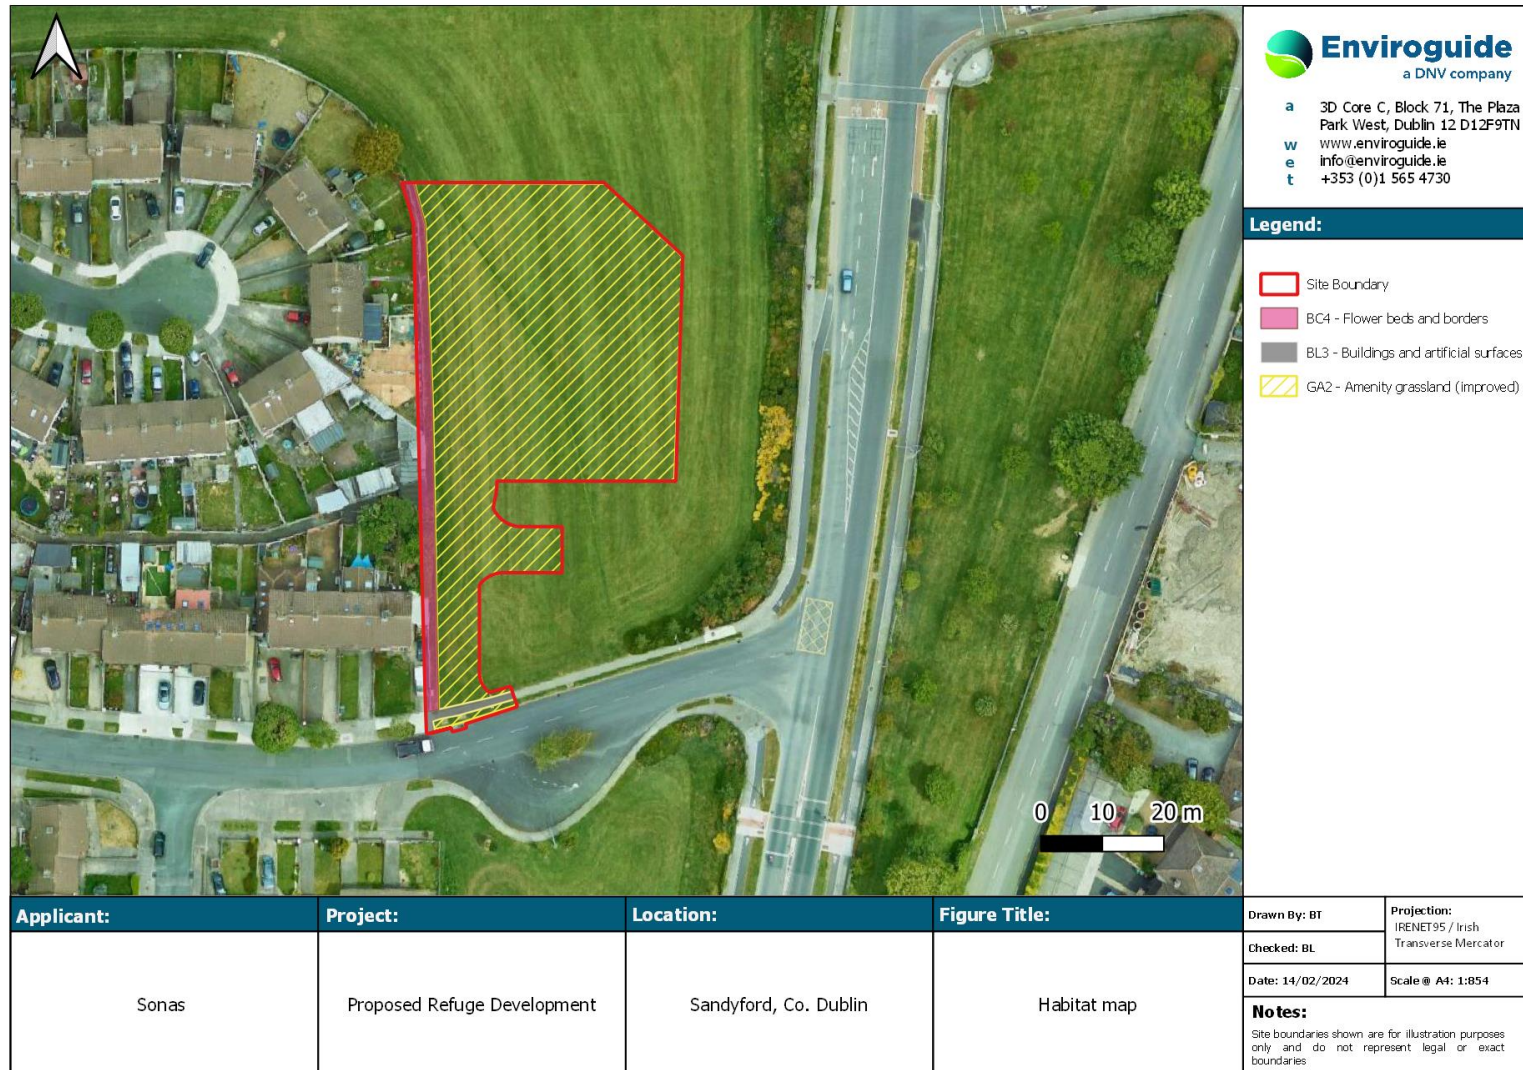 Enviroguide
a DNV company
a 3D Core C, Block 71, The Plaza
Park West, Dublin 12 D12F9TN
w www.enviroguide.ie
e info@enviroguide.ie
t +353 (0)1 565 4730
Legend:
Site Boundary
BC4 - Flower beds and borders
BL3 - Buildings and artificial surfaces
GA2 - Amenity grassland (improved)
0 10 20 m
Applicant:
Sonas
Project:
Proposed Refuge Development
Location:
Sandyford, Co. Dublin
Figure Title:
Habitat map
Drawn By: BT
Checked: BL
Date: 14/02/2024
Projection:
IRENET95 / Irish
Transverse Mercator
Scale @ A4: 1:854
Notes:
Site boundaries shown are for illustration purposes
only and do not represent legal or exact
boundaries